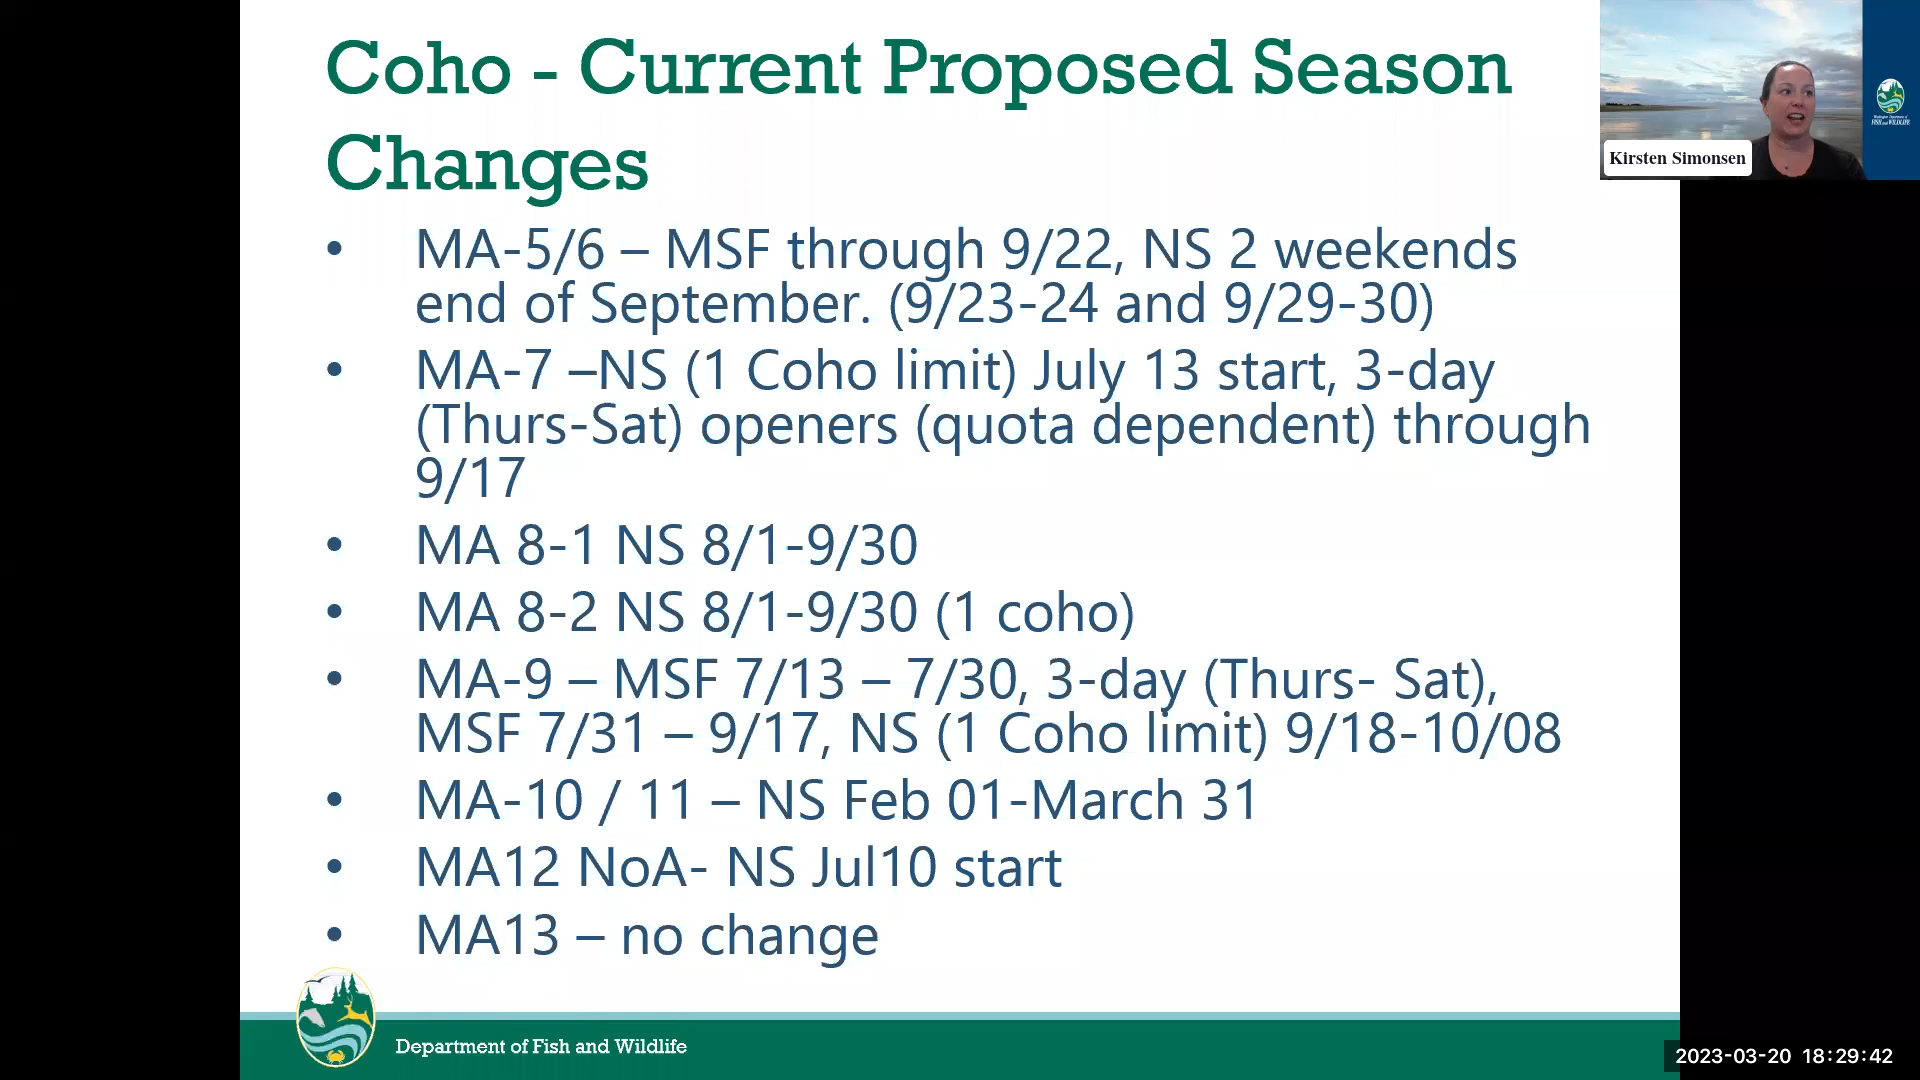 Coho - Current Proposed Season
Changes
• MA-5/6 – MSF through 9/22, NS 2 weekends
end of September. (9/23-24 and 9/29-30)
• MA-7 –NS (1 Coho limit) July 13 start, 3-day
(Thurs-Sat) openers (quota dependent) through
9/17
• MA 8-1 NS 8/1-9/30
• MA 8-2 NS 8/1-9/30 (1 coho)
• MA-9 – MSF 7/13 – 7/30, 3-day (Thurs- Sat),
MSF 7/31 – 9/17, NS (1 Coho limit) 9/18-10/08
• MA-10 / 11 – NS Feb 01-March 31
• MA12 NoA- NS Jul10 start
• MA13 – no change
Department of Fish and Wildlife
Kirsten Simonsen
Washington Department of
FISH and WILDLIFE
2023-03-20 18:29:42